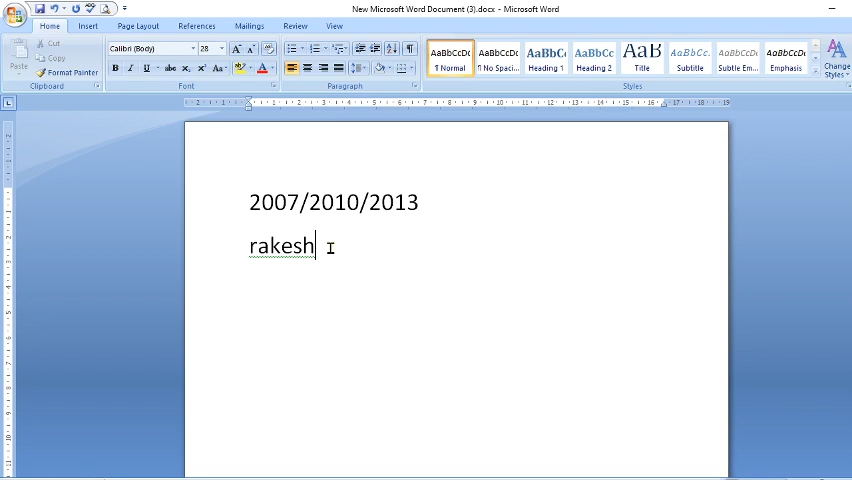 New Microsoft Word Document (3).docx - Microsoft Word
Home Insert Page Layout References Mailings Review View
Cut
Copy
Paste
Format Painter
Clipboard
Calibri (Body) 28
Font
Paragraph
AaBbCcDc AaBbCcDc AaBbCc AaBbCc AaB AaBbCc. AaBbCcDc AaBbCcDc
¶ Normal ¶ No Spaci... Heading 1 Heading 2 Title Subtitle Subtle Em... Emphasis
Change Styles
Styles
2007/2010/2013
rakesh